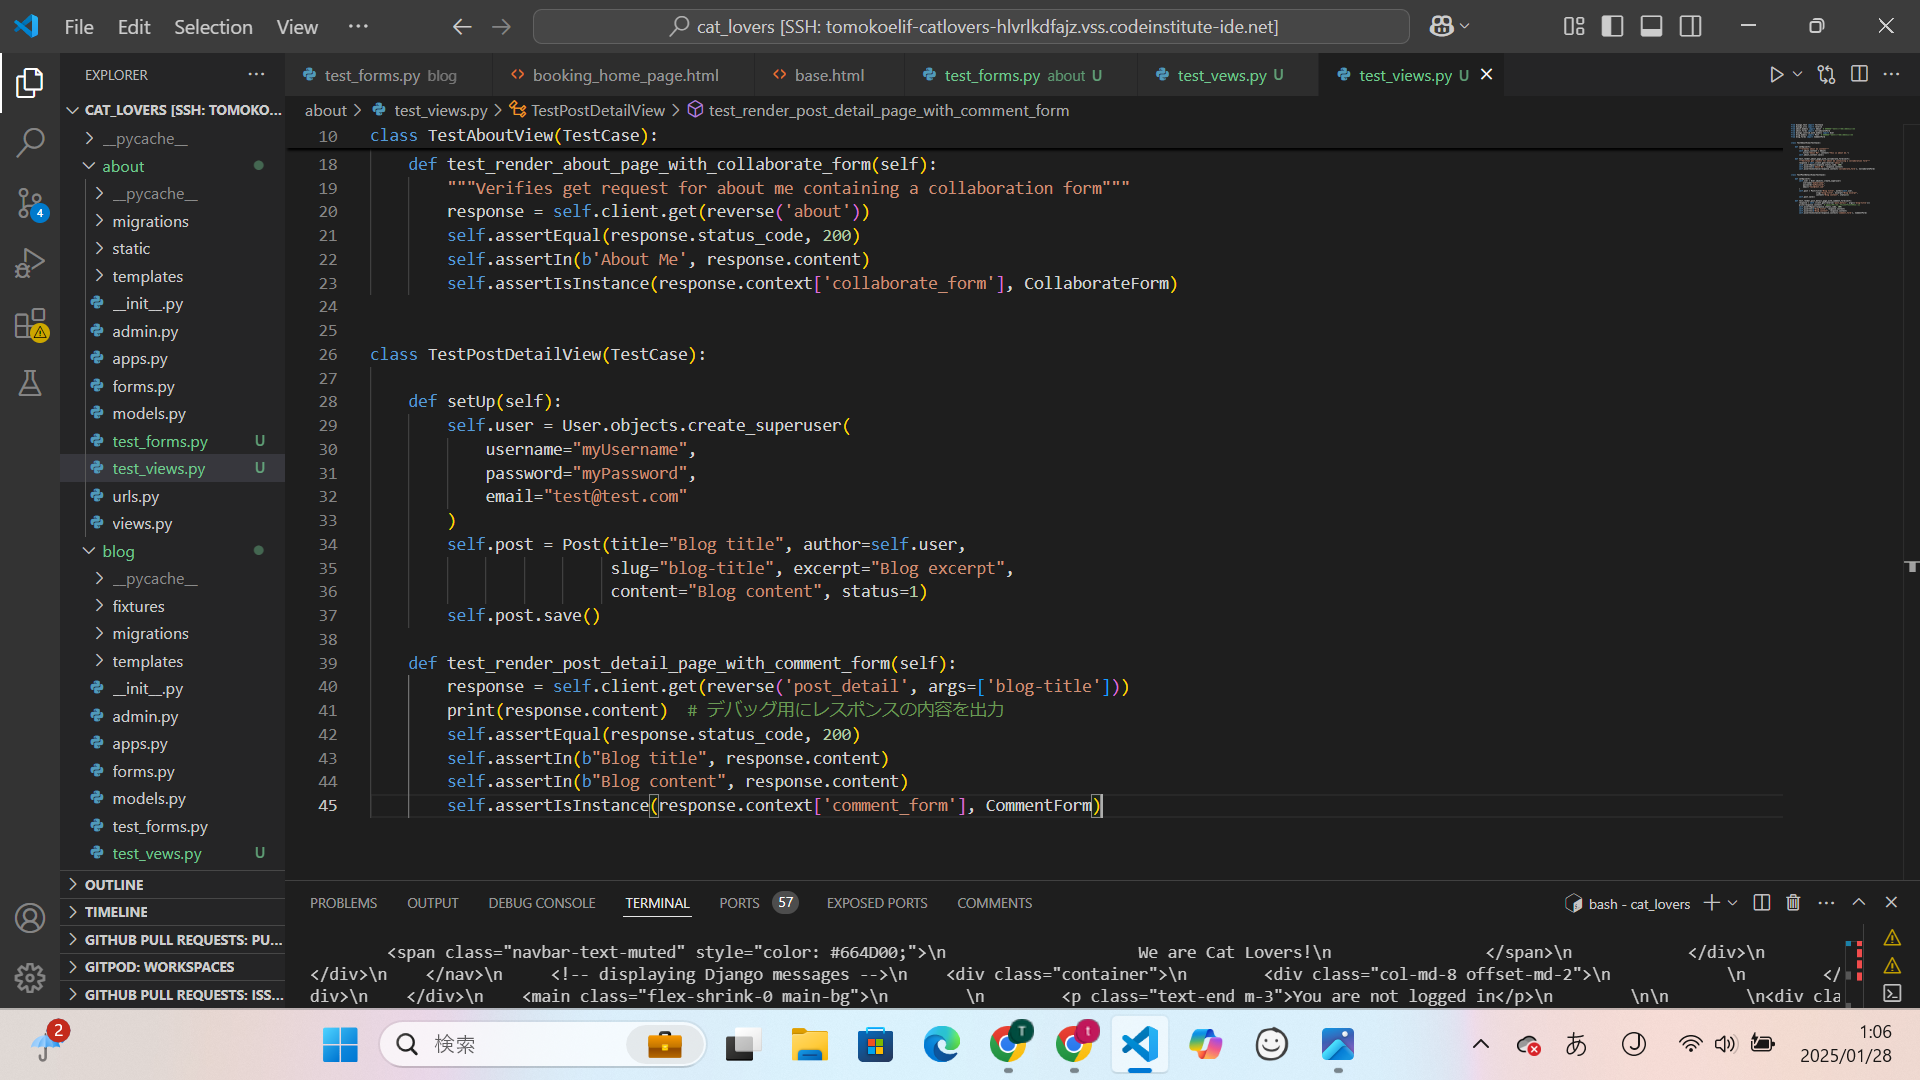 File Edit Selection View ··· cat_lovers [SSH: tomokoelif-catlovers-hlvrlkdfajz.vss.codeinstitute-ide.net]
EXPLORER ···
test_forms.py blog booking_home_page.html base.html test_forms.py about U test_vews.py U test_views.py U
about > test_views.py > TestPostDetailView > test_render_post_detail_page_with_comment_form
CAT_LOVERS [SSH: TOMOKO...
__pycache__
about
__pycache__
migrations
static
templates
__init__.py
admin.py
apps.py
forms.py
models.py
test_forms.py U
test_views.py U
urls.py
views.py
blog
__pycache__
fixtures
migrations
templates
__init__.py
admin.py
apps.py
forms.py
models.py
test_forms.py
test_vews.py U
OUTLINE
TIMELINE
GITHUB PULL REQUESTS: PU...
GITPOD: WORKSPACES
GITHUB PULL REQUESTS: ISS...
4
10 class TestAboutView(TestCase):
18 def test_render_about_page_with_collaborate_form(self):
19 """Verifies get request for about me containing a collaboration form"""
20 response = self.client.get(reverse('about'))
21 self.assertEqual(response.status_code, 200)
22 self.assertIn(b'About Me', response.content)
23 self.assertIsInstance(response.context['collaborate_form'], CollaborateForm)
24
25
26 class TestPostDetailView(TestCase):
27
28 def setUp(self):
29 self.user = User.objects.create_superuser(
30 username="myUsername",
31 password="myPassword",
32 email="test@test.com"
33 )
34 self.post = Post(title="Blog title", author=self.user,
35 slug="blog-title", excerpt="Blog excerpt",
36 content="Blog content", status=1)
37 self.post.save()
38
39 def test_render_post_detail_page_with_comment_form(self):
40 response = self.client.get(reverse('post_detail', args=['blog-title']))
41 print(response.content) # デバッグ用にレスポンスの内容を出力
42 self.assertEqual(response.status_code, 200)
43 self.assertIn(b"Blog title", response.content)
44 self.assertIn(b"Blog content", response.content)
45 self.assertIsInstance(response.context['comment_form'], CommentForm)
PROBLEMS OUTPUT DEBUG CONSOLE TERMINAL PORTS 57 EXPOSED PORTS COMMENTS bash - cat_lovers
<span class="navbar-text-muted" style="color: #664D00;">\n We are Cat Lovers!\n </span>\n </div>\n
</div>\n </nav>\n <!-- displaying Django messages -->\n <div class="container">\n <div class="col-md-8 offset-md-2">\n \n </
div>\n </div>\n <main class="flex-shrink-0 main-bg">\n \n <p class="text-end m-3">You are not logged in</p>\n \n\n \n<div cla
2 検索 T t あ J 1:06
2025/01/28